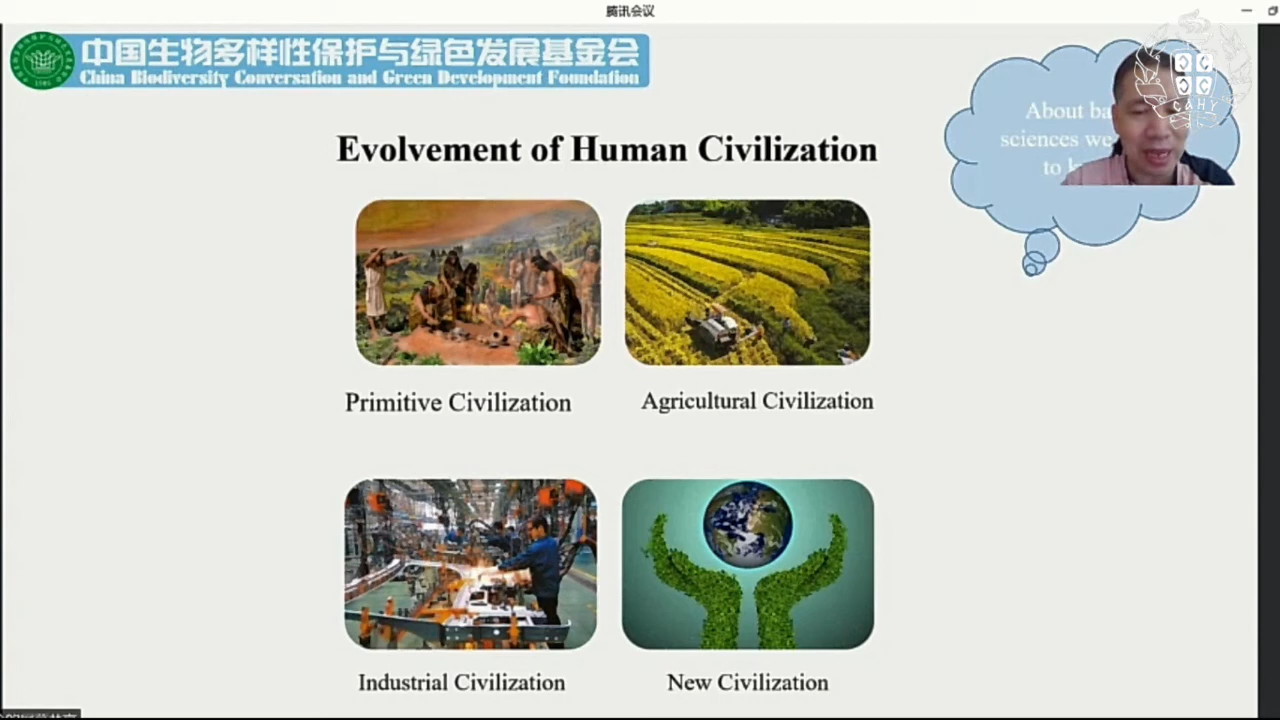 腾讯会议
中国生物多样性保护与绿色发展基金会
China Biodiversity Conversation and Green Development Foundation
Evolvement of Human Civilization
About ba
sciences we
to k
CAHY
Primitive Civilization
Agricultural Civilization
Industrial Civilization
New Civilization